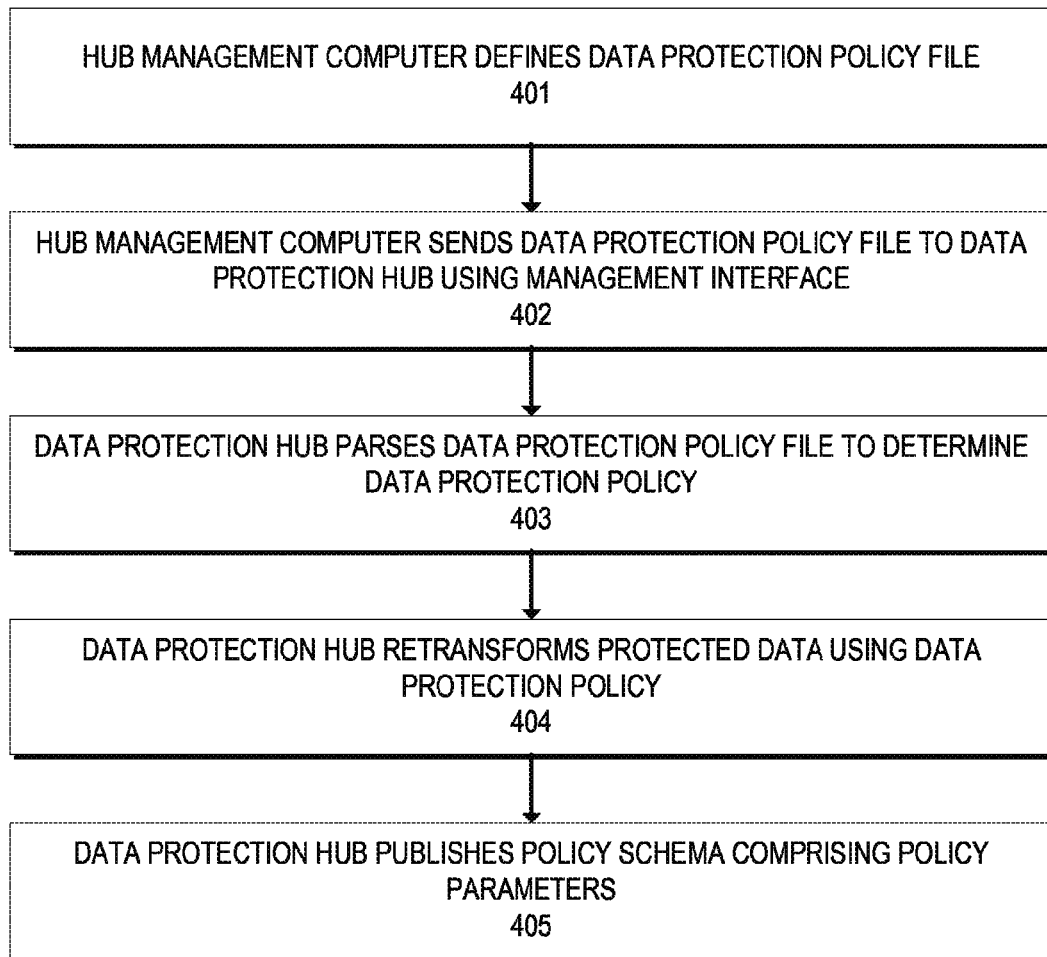 HUB MANAGEMENT COMPUTER DEFINES DATA PROTECTION POLICY FILE
401
HUB MANAGEMENT COMPUTER SENDS DATA PROTECTION POLICY FILE TO DATA
PROTECTION HUB USING MANAGEMENT INTERFACE
402
DATA PROTECTION HUB PARSES DATA PROTECTION POLICY FILE TO DETERMINE
DATA PROTECTION POLICY
403
DATA PROTECTION HUB RETRANSFORMS PROTECTED DATA USING DATA
PROTECTION POLICY
404
DATA PROTECTION HUB PUBLISHES POLICY SCHEMA COMPRISING POLICY
PARAMETERS
405